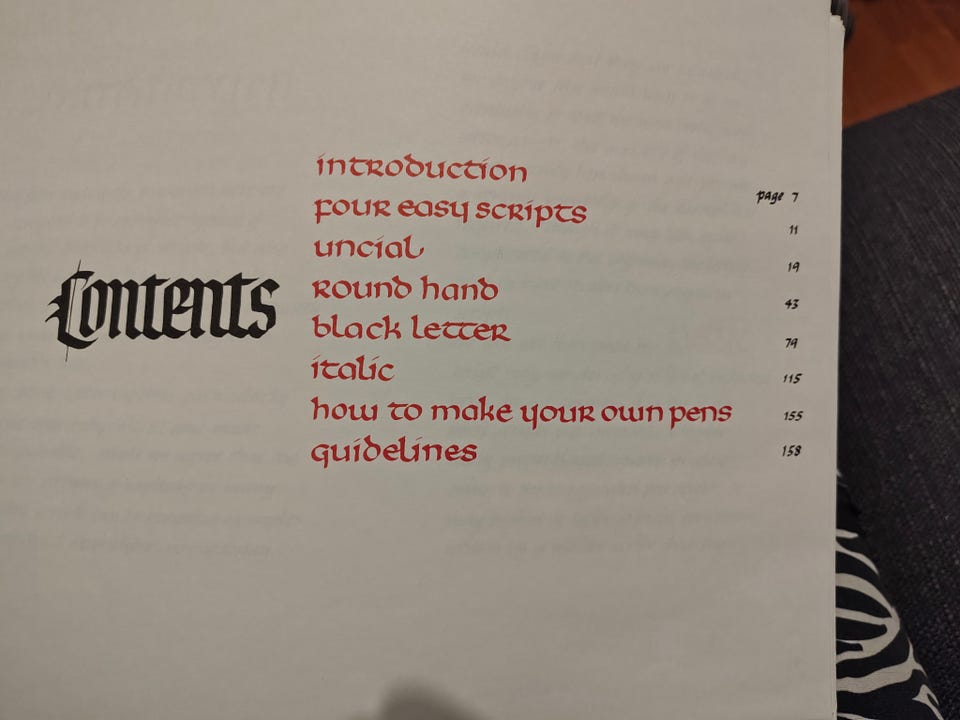 Contents
introduction page 7
four easy scripts 11
uncial 19
round hand 43
black letter 79
italic 115
how to make your own pens 155
guidelines 158